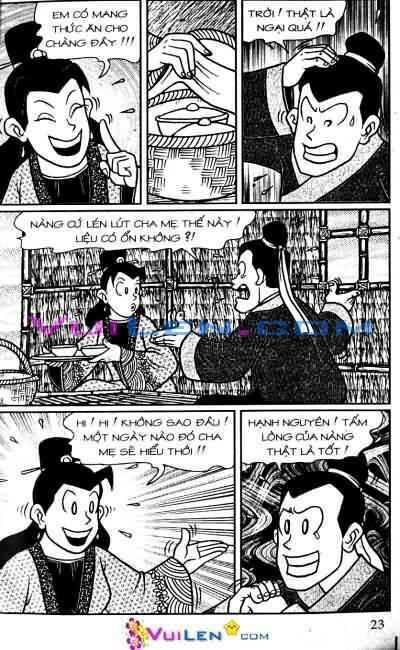 EM CÓ MANG
THỨC ĂN CHO
CHÀNG ĐÂY !!!
TRỜI ! THẬT LÀ
NGẠI QUÁ !!
NÀNG CỨ LÉN LÚT CHA MẸ THẾ NÀY !
LIỆU CÓ ỔN KHÔNG ?!
VuiLen.com
HI ! HI ! KHÔNG SAO ĐÂU !
MỘT NGÀY NÀO ĐÓ CHA
MẸ SẼ HIỂU THÔI !!
HẠNH NGUYÊN ! TẤM
LÒNG CỦA NÀNG
THẬT LÀ TỐT !
23
VuiLen.com